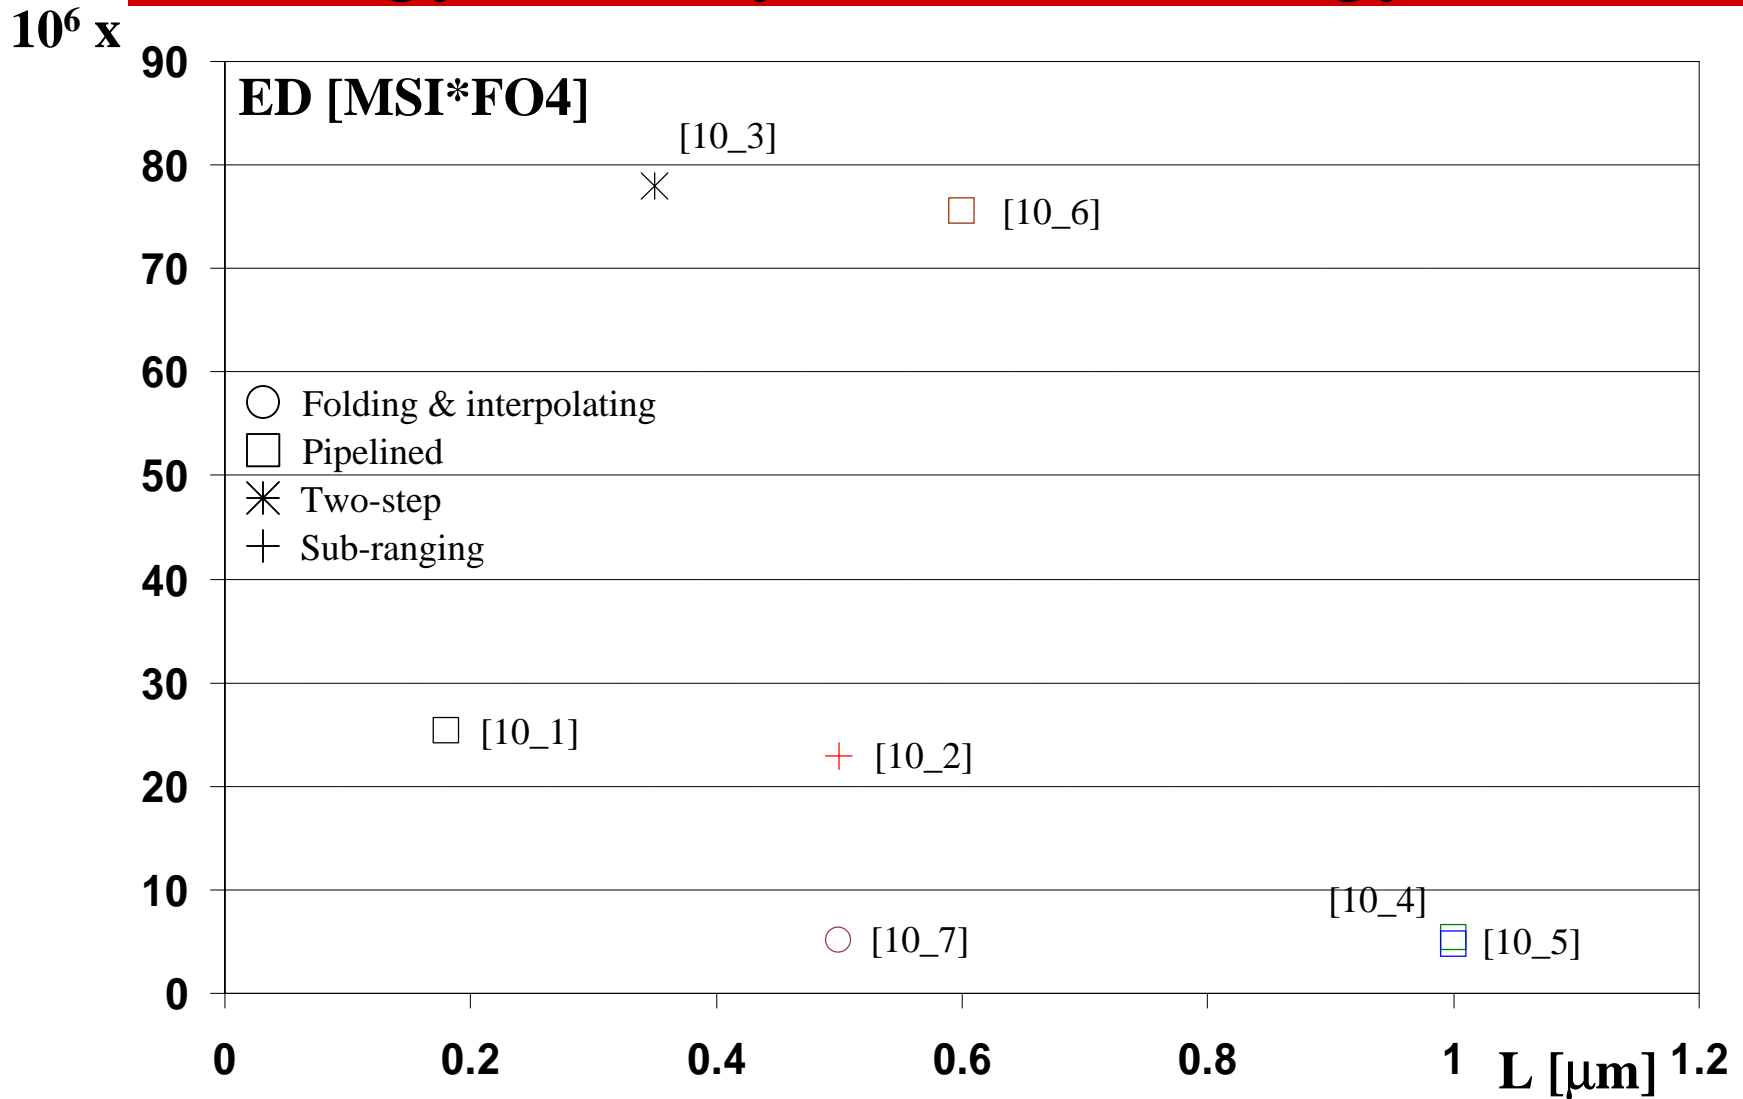 10⁶ x
90
ED [MSI*FO4]
[10_3]
80
[10_6]
70
60
Folding & interpolating
Pipelined
50
Two-step
Sub-ranging
40
30
[10_1]
[10_2]
20
10
[10_4]
[10_7]
[10_5]
0
0 0.2 0.4 0.6 0.8 1 1.2
L [μm]